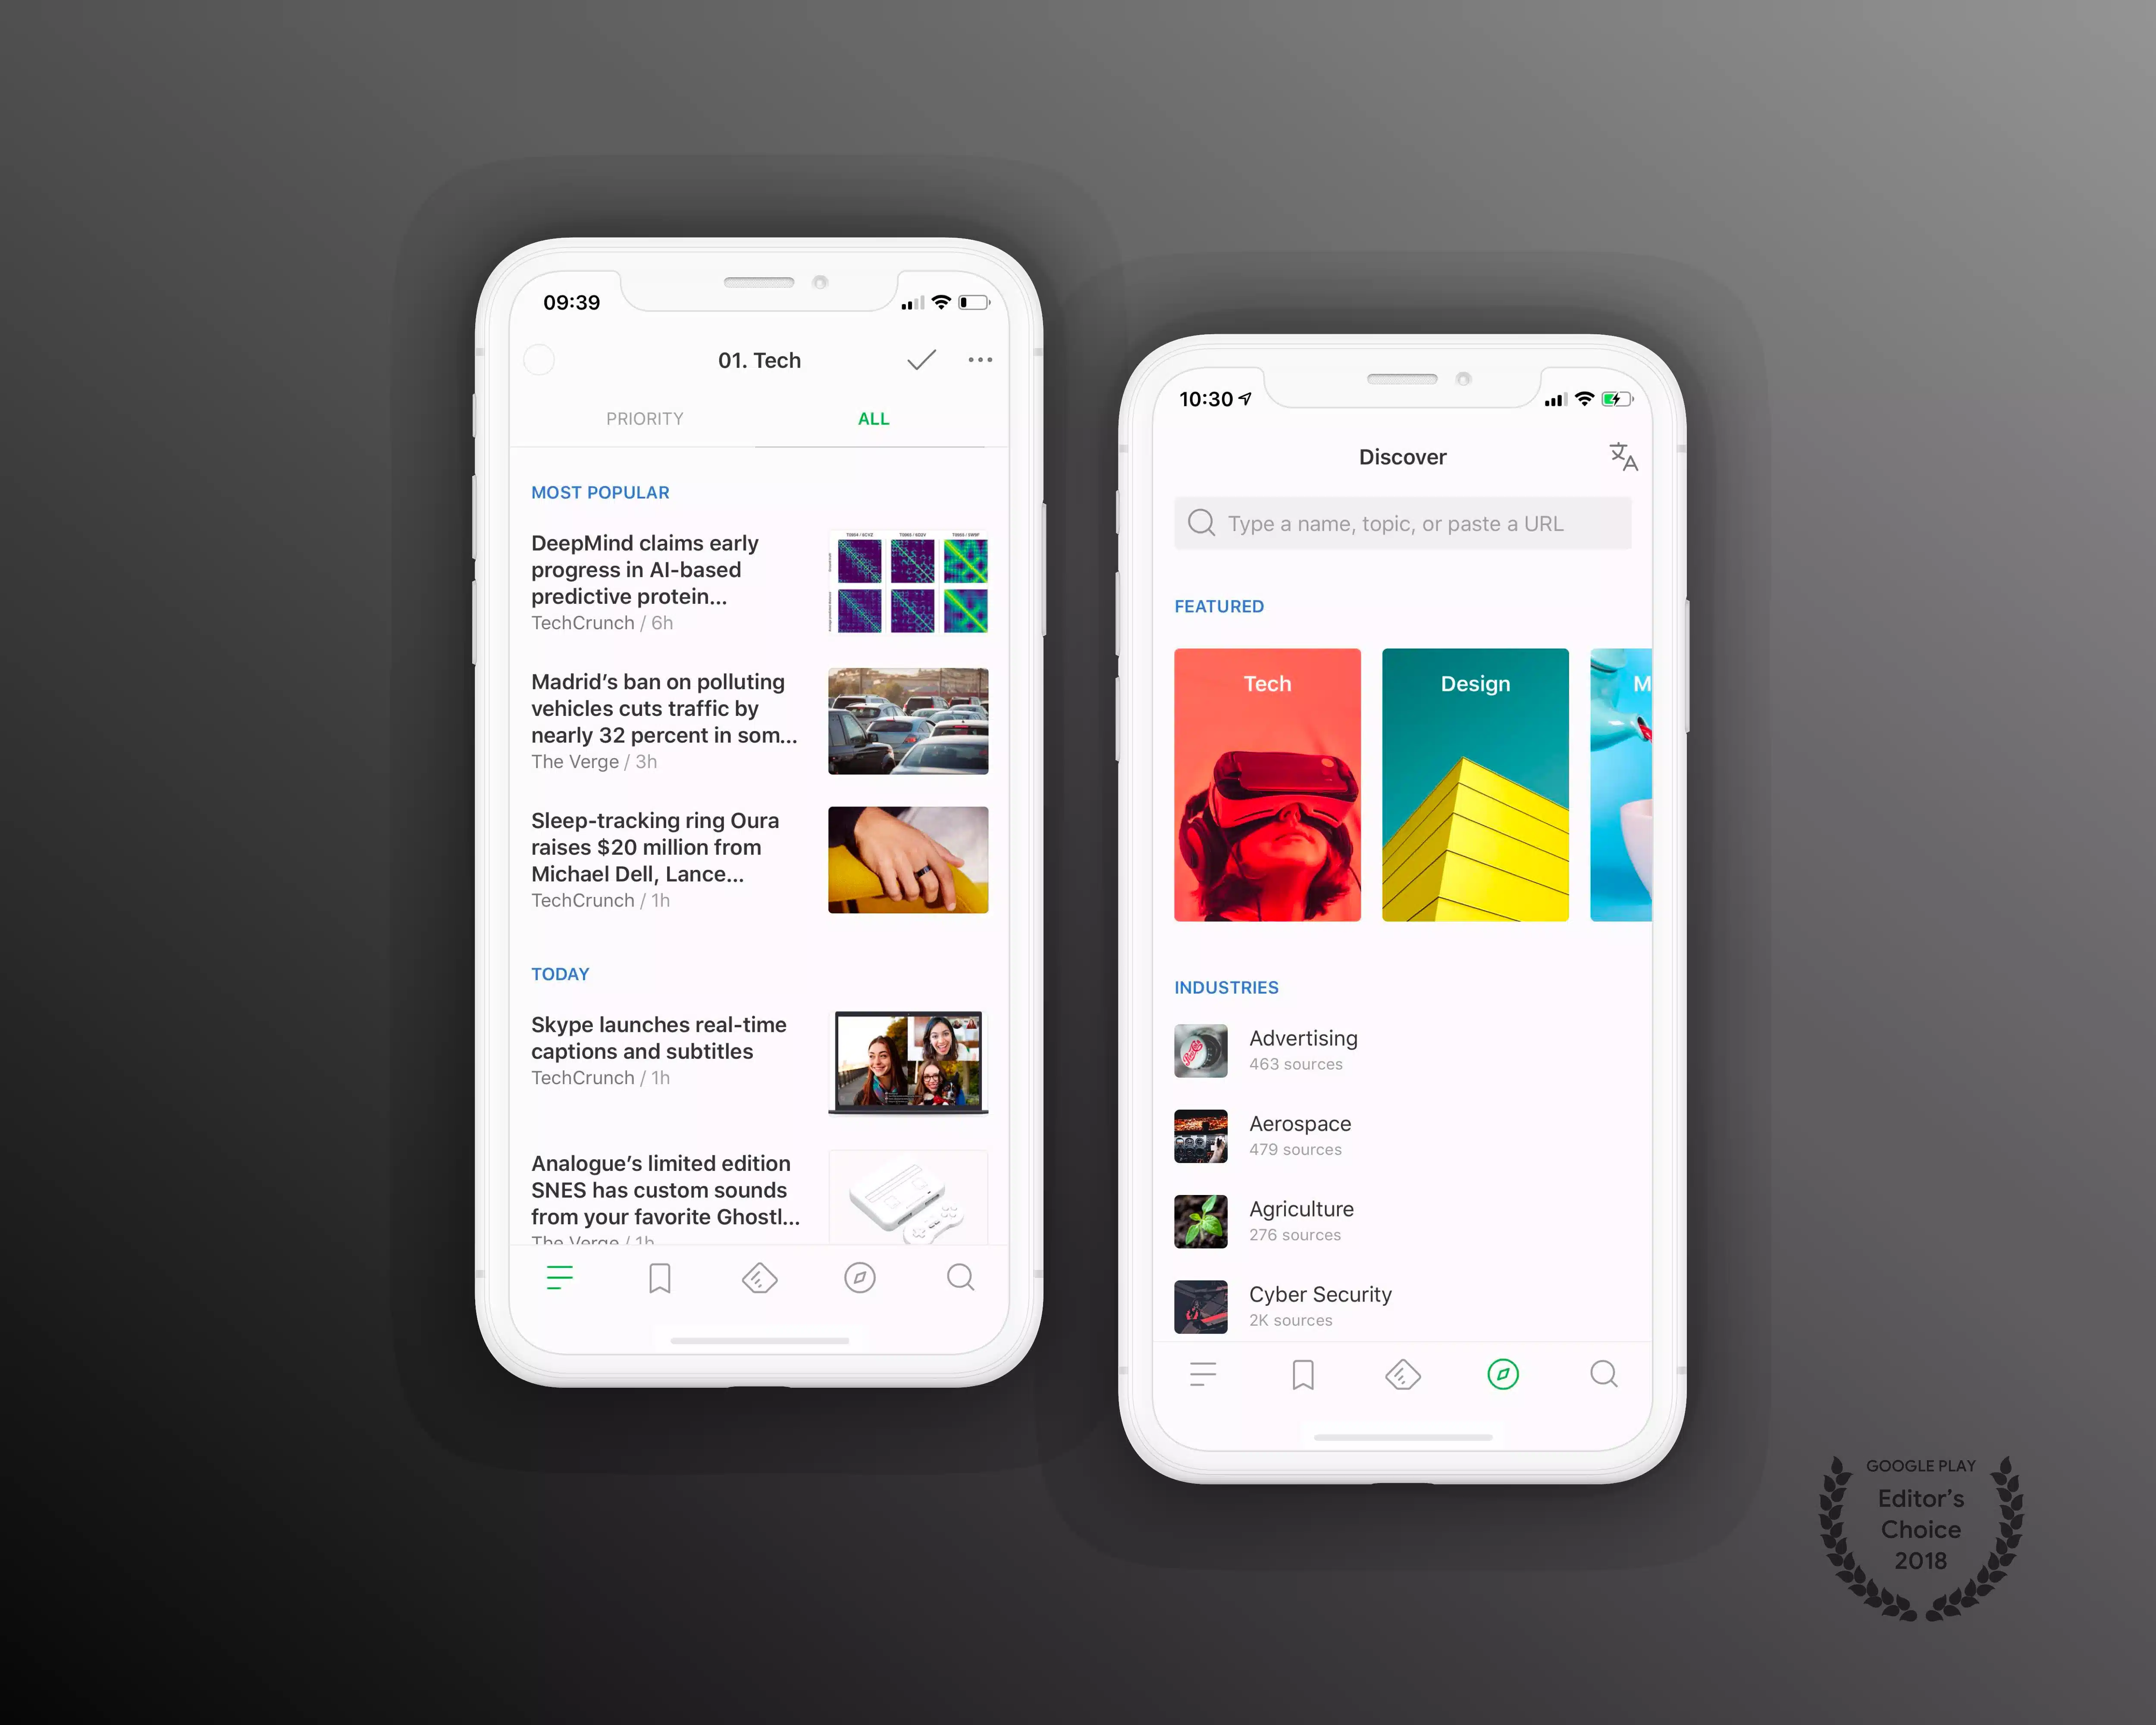 09:39
01. Tech
PRIORITY
ALL
MOST POPULAR
DeepMind claims early
progress in AI-based
predictive protein...
TechCrunch / 6h
Madrid’s ban on polluting
vehicles cuts traffic by
nearly 32 percent in som...
The Verge / 3h
Sleep-tracking ring Oura
raises $20 million from
Michael Dell, Lance...
TechCrunch / 1h
TODAY
Skype launches real-time
captions and subtitles
TechCrunch / 1h
Analogue’s limited edition
SNES has custom sounds
from your favorite Ghostl...
The Verge / 1h
10:30
Discover
文A
Type a name, topic, or paste a URL
FEATURED
Tech
Design
M
INDUSTRIES
Advertising
463 sources
Aerospace
479 sources
Agriculture
276 sources
Cyber Security
2K sources
GOOGLE PLAY
Editor’s
Choice
2018